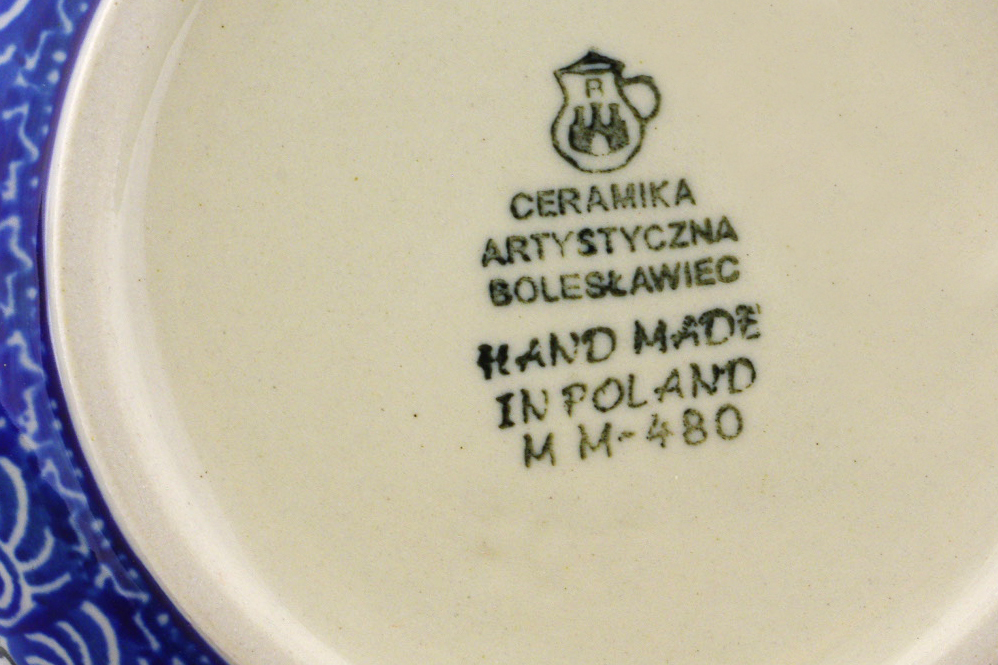 R
CERAMIKA
ARTYSTYCZNA
BOLESŁAWIEC
HAND MADE
IN POLAND
M M-480